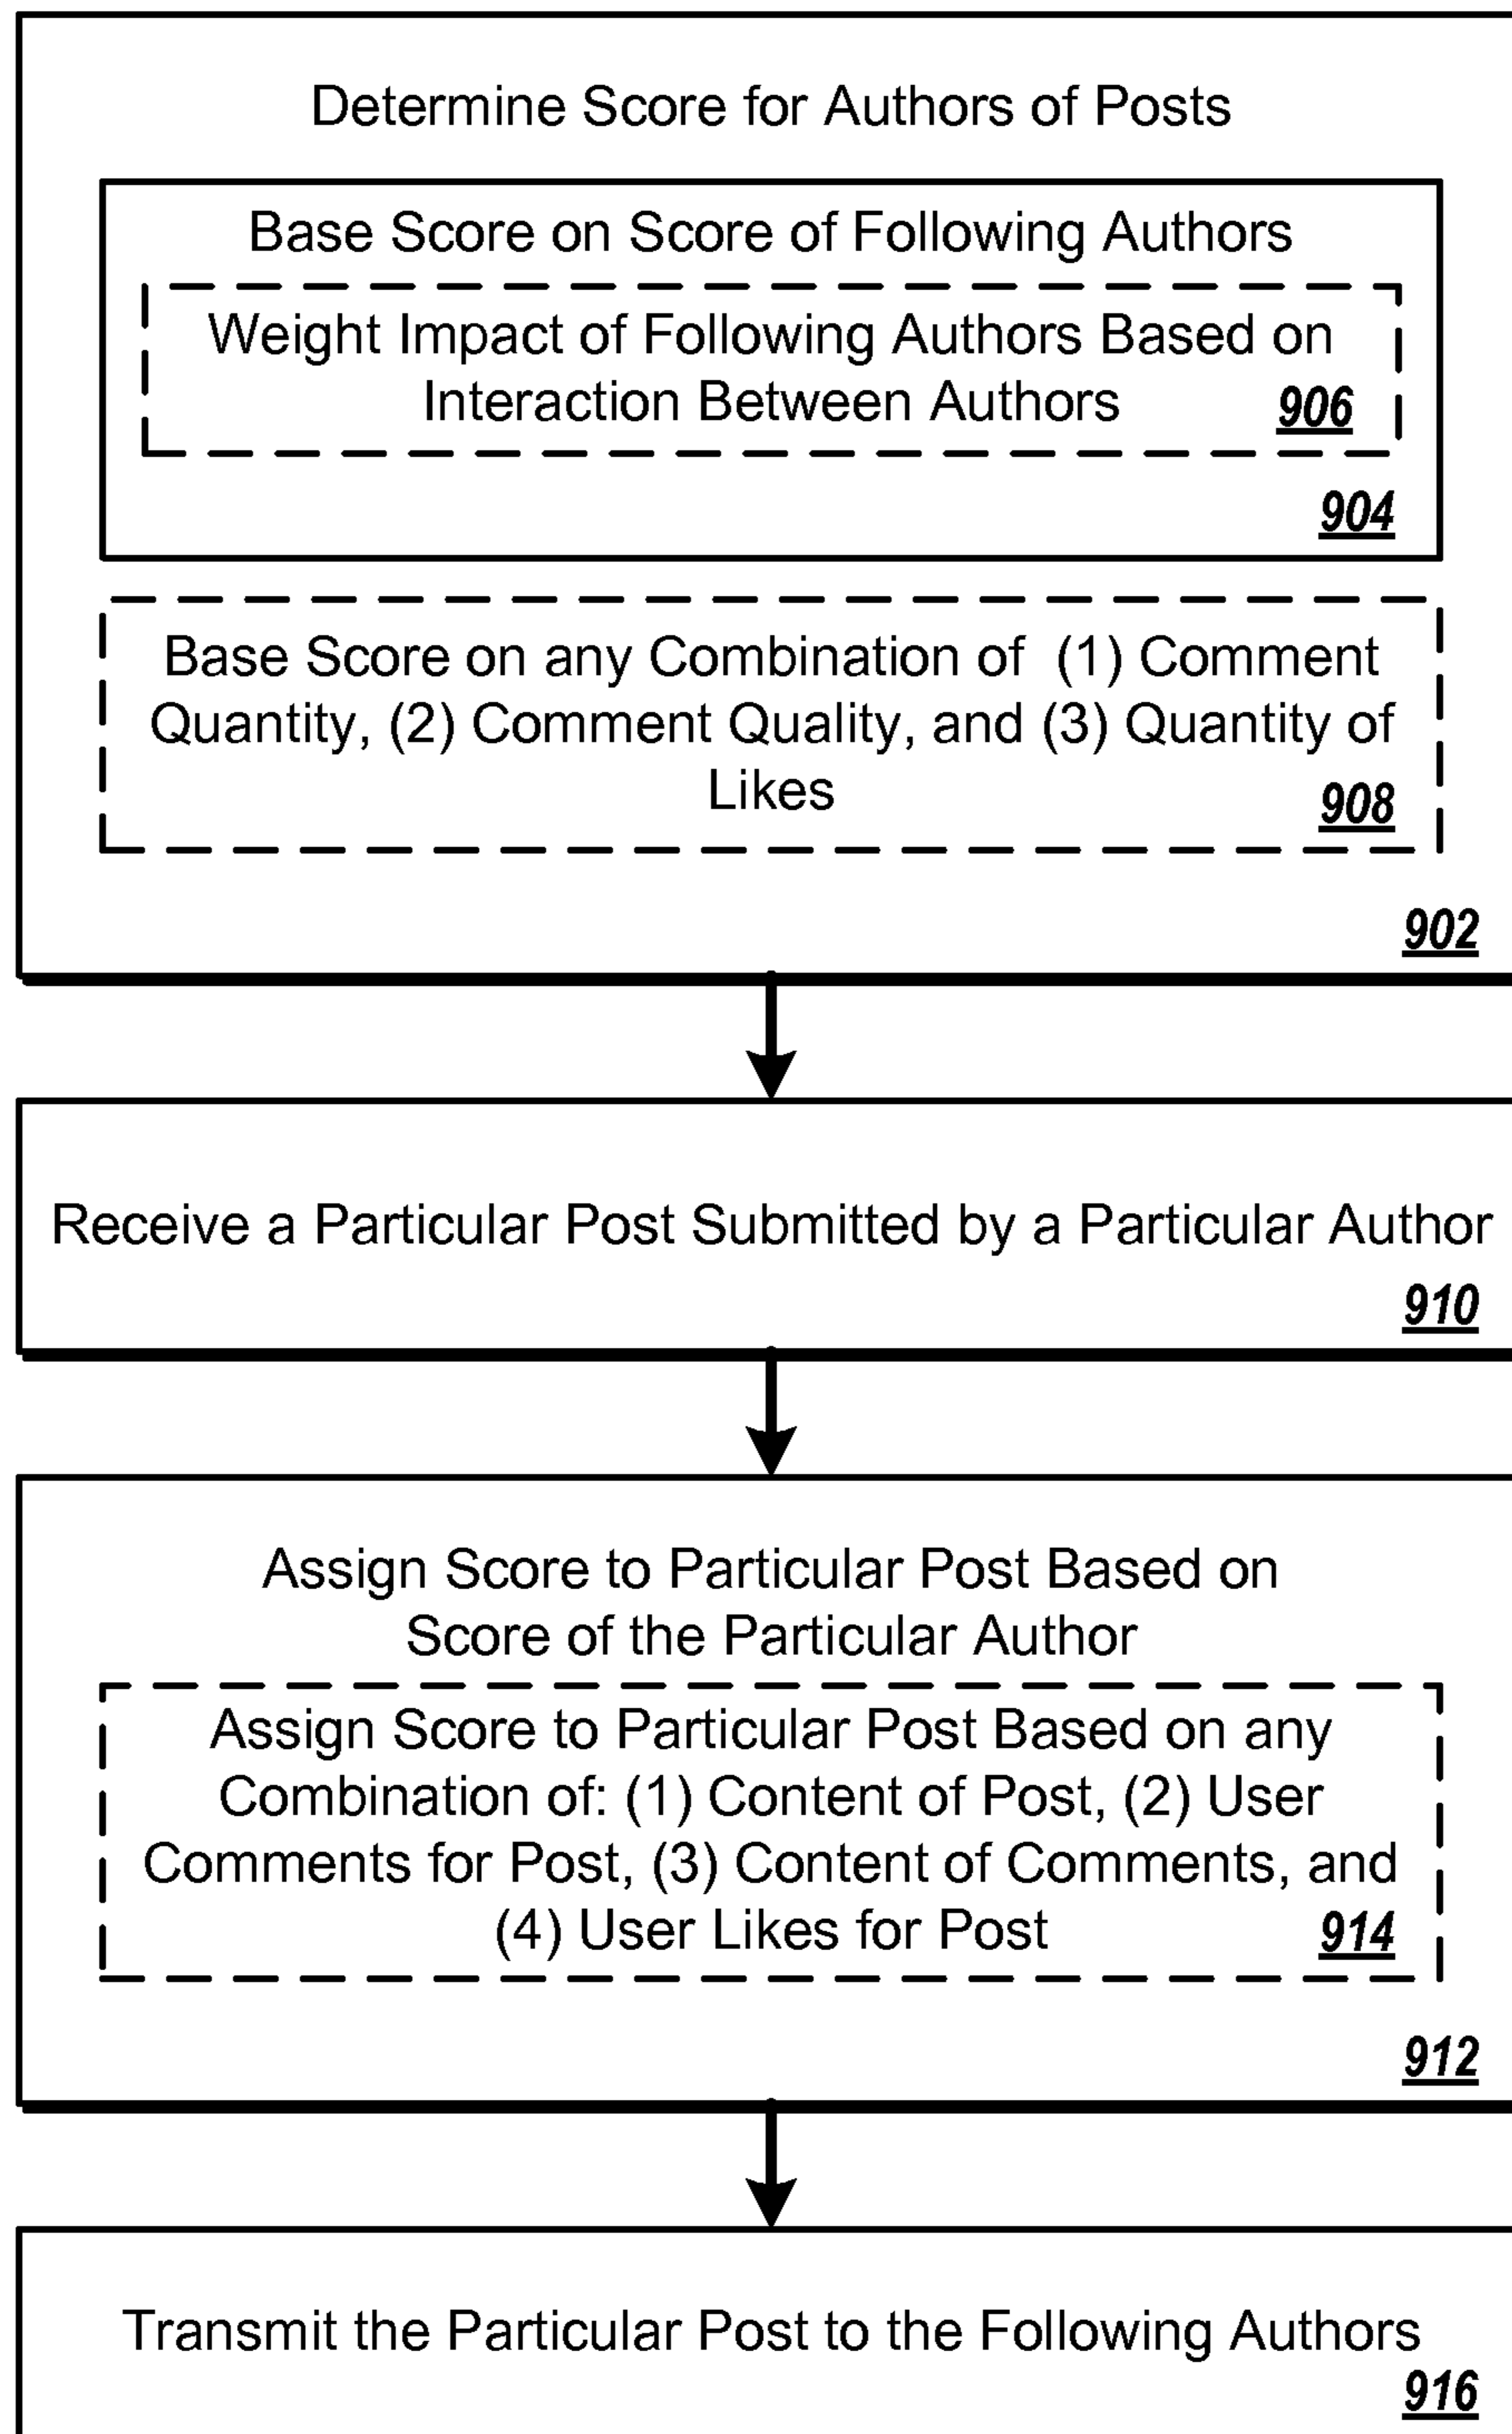 Determine Score for Authors of Posts
Base Score on Score of Following Authors
Weight Impact of Following Authors Based on
Interaction Between Authors
906
904
Base Score on any Combination of (1) Comment
Quantity, (2) Comment Quality, and (3) Quantity of
Likes
908
902
Receive a Particular Post Submitted by a Particular Author
910
Assign Score to Particular Post Based on
Score of the Particular Author
Assign Score to Particular Post Based on any
Combination of: (1) Content of Post, (2) User
Comments for Post, (3) Content of Comments, and
(4) User Likes for Post
914
912
Transmit the Particular Post to the Following Authors
916